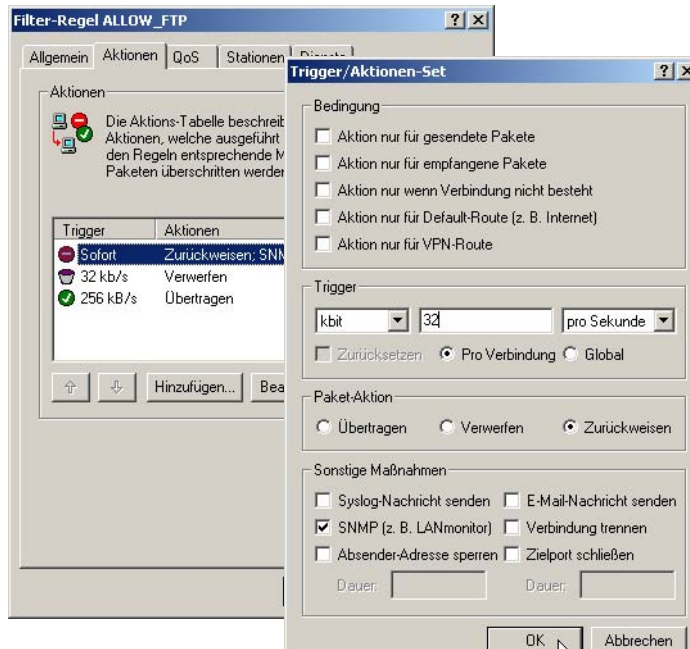 Filter-Regel ALLOW_FTP
Allgemein Aktionen QoS Stationen Dienste
Aktionen
Die Aktions-Tabelle beschreibt
Aktionen, welche ausgeführt
den Regeln entsprechende
Paketen überschritten
Trigger Aktionen
Sofort Zurückweisen;
32 kb/s Verwerfen
256 kB/s Übertragen
Hinzufügen...
Trigger/Aktionen-Set
Bedingung
Aktion nur für gesendete Pakete
Aktion nur für empfangene Pakete
Aktion nur wenn Verbindung nicht besteht
Aktion nur für Default-Route (z. B. Internet)
Aktion nur für VPN-Route
Trigger
kbit 32 pro Sekunde
Zurücksetzen Pro Verbindung Global
Paket-Aktion
Übertragen Verwerfen Zurückweisen
Sonstige Maßnahmen
Syslog-Nachricht senden E-Mail-Nachricht senden
SNMP (z. B. LANmonitor) Verbindung trennen
Absender-Adresse sperren Zielport schließen
Dauer: Dauer:
OK Abbrechen